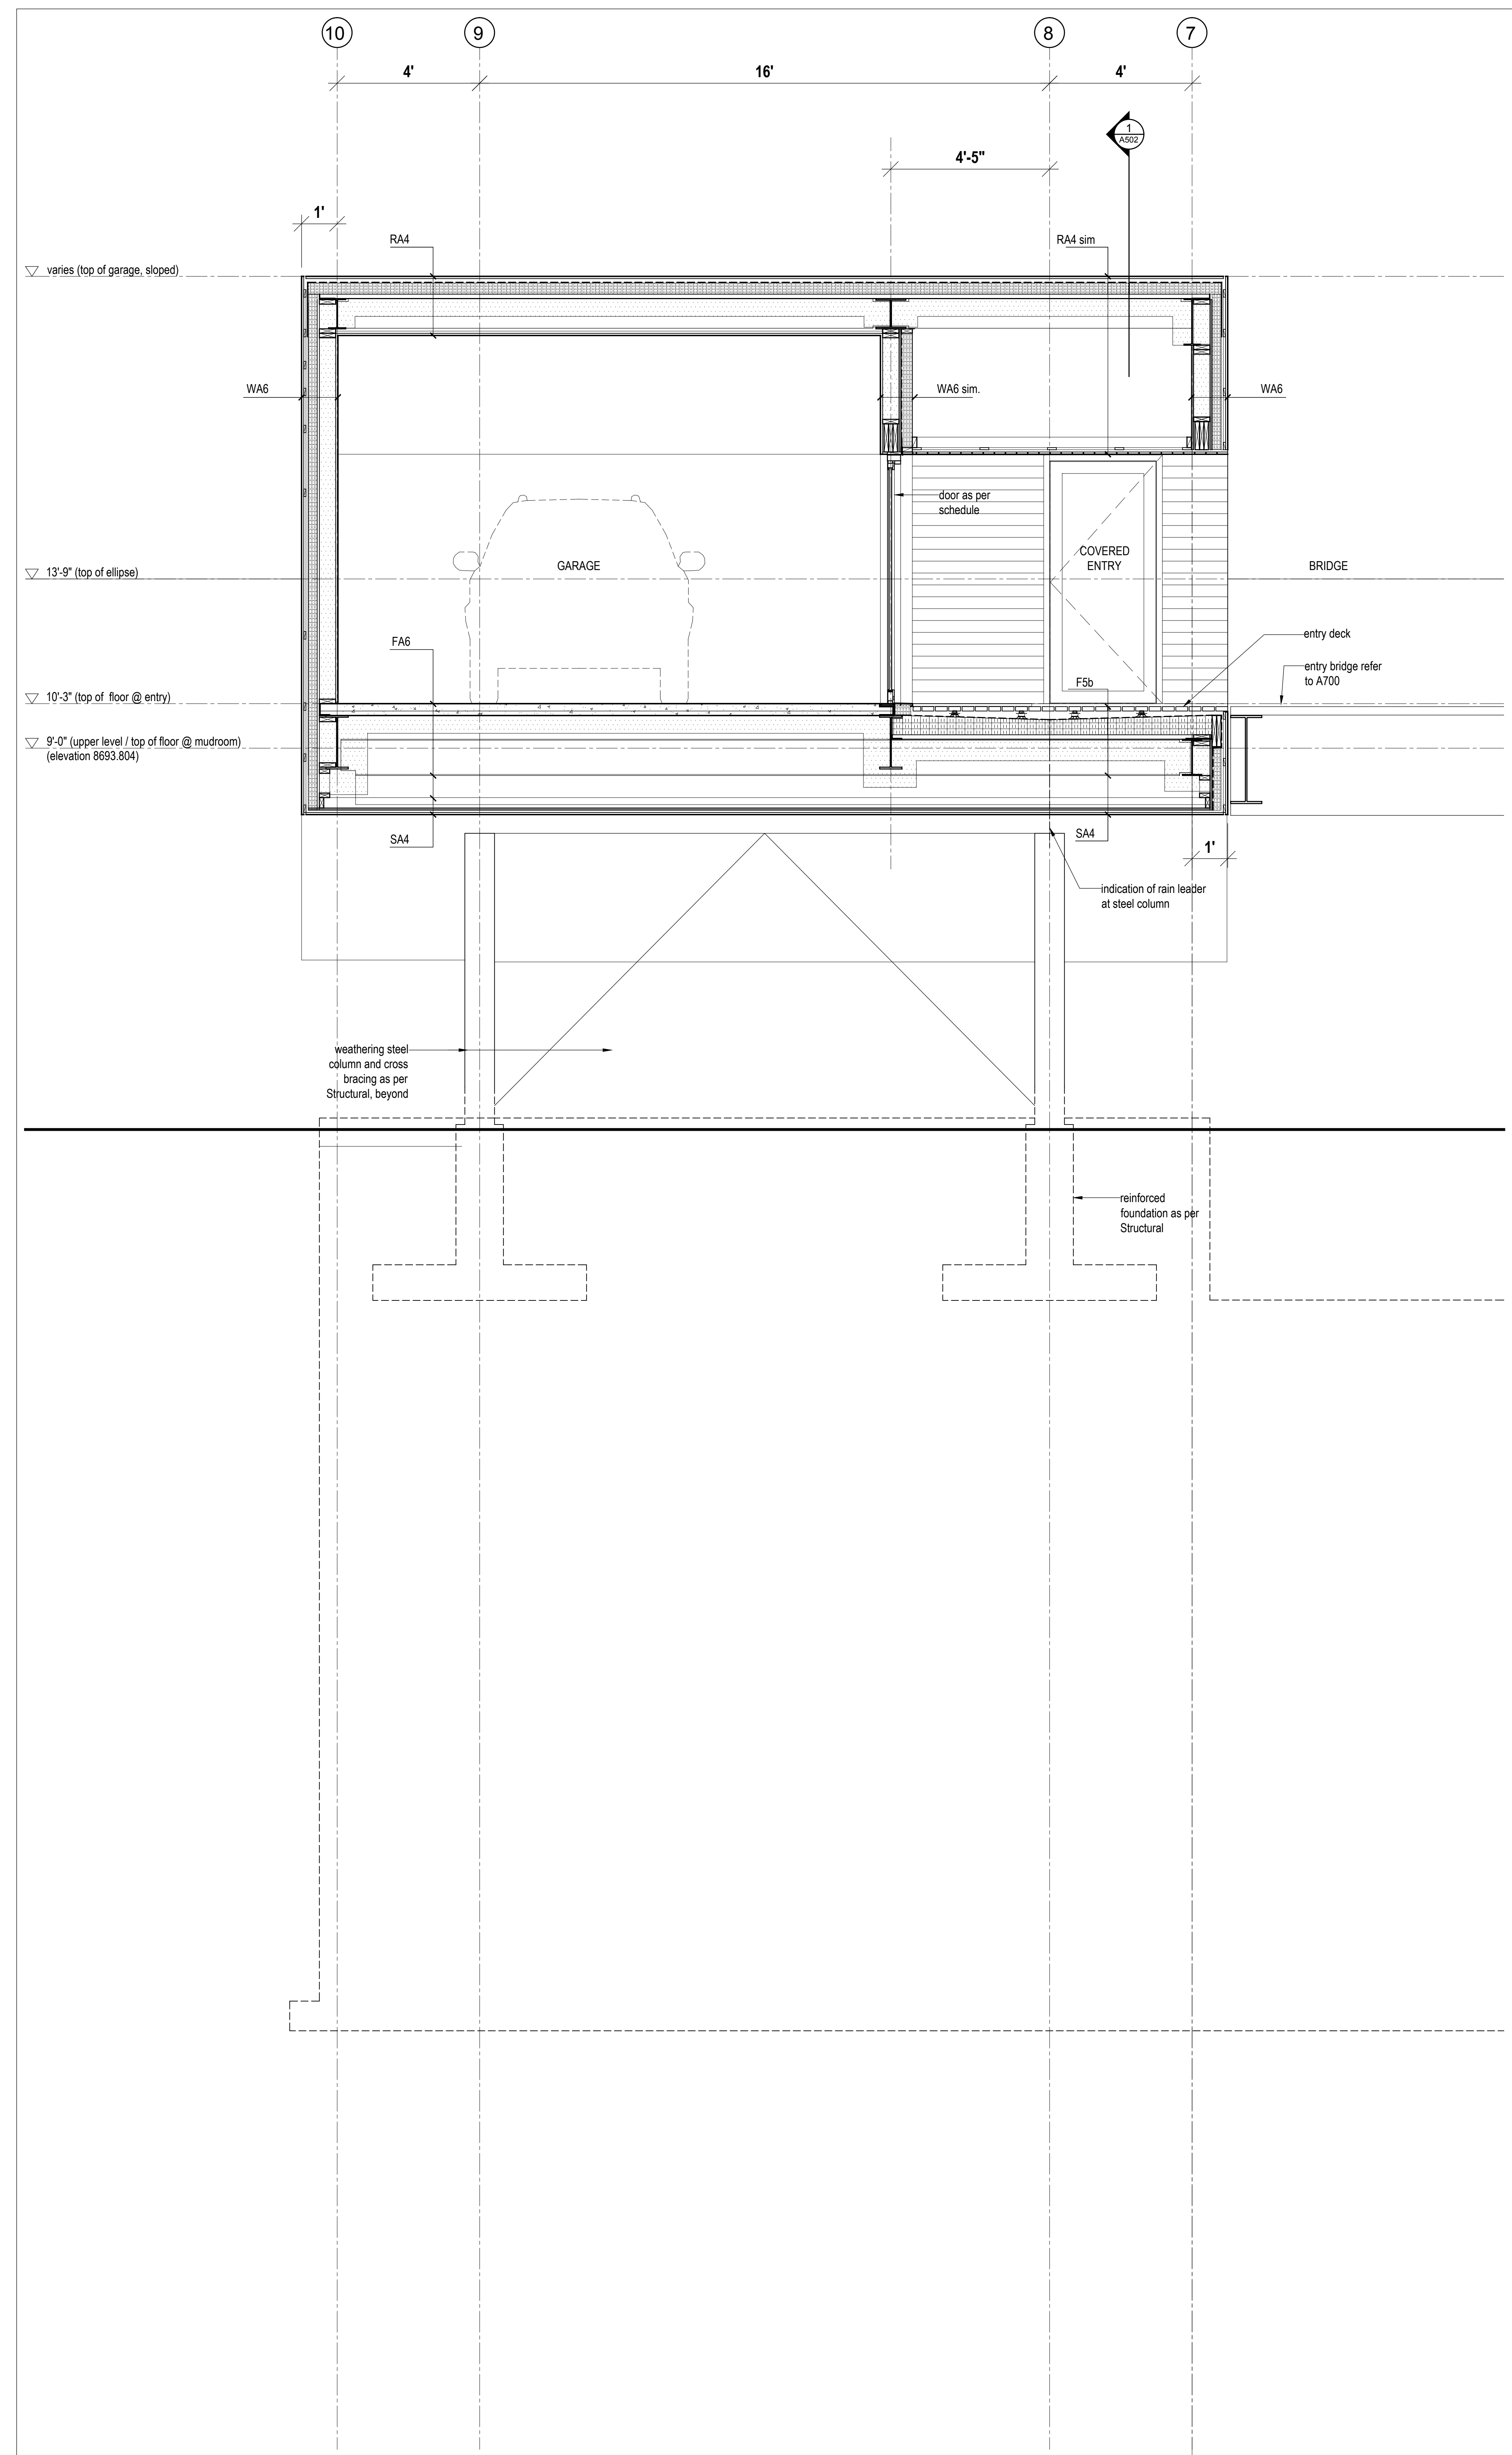 10
9
8
7
4'
16'
4'
1
A502
4'-5"
1'
RA4
RA4 sim
varies (top of garage, sloped)
WA6
WA6 sim.
WA6
door as per
schedule
COVERED
ENTRY
GARAGE
BRIDGE
13'-9" (top of ellipse)
FA6
entry deck
entry bridge refer
to A700
F5b
10'-3" (top of floor @ entry)
9'-0" (upper level / top of floor @ mudroom)
(elevation 8693.804)
SA4
SA4
1'
indication of rain leader
at steel column
weathering steel
column and cross
bracing as per
Structural, beyond
reinforced
foundation as per
Structural